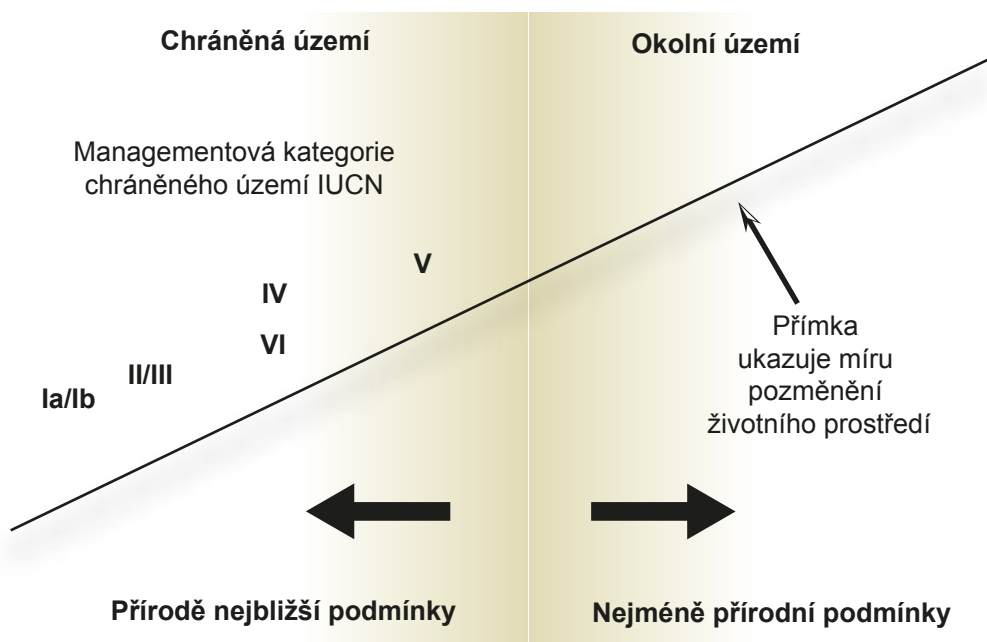 Chráněná území
Okolní území
Managementová kategorie
chráněného území IUCN
V
IV
VI
II/III
Ia/Ib
Přímka
ukazuje míru
pozměnění
životního prostředí
Přírodě nejbližší podmínky
Nejméně přírodní podmínky